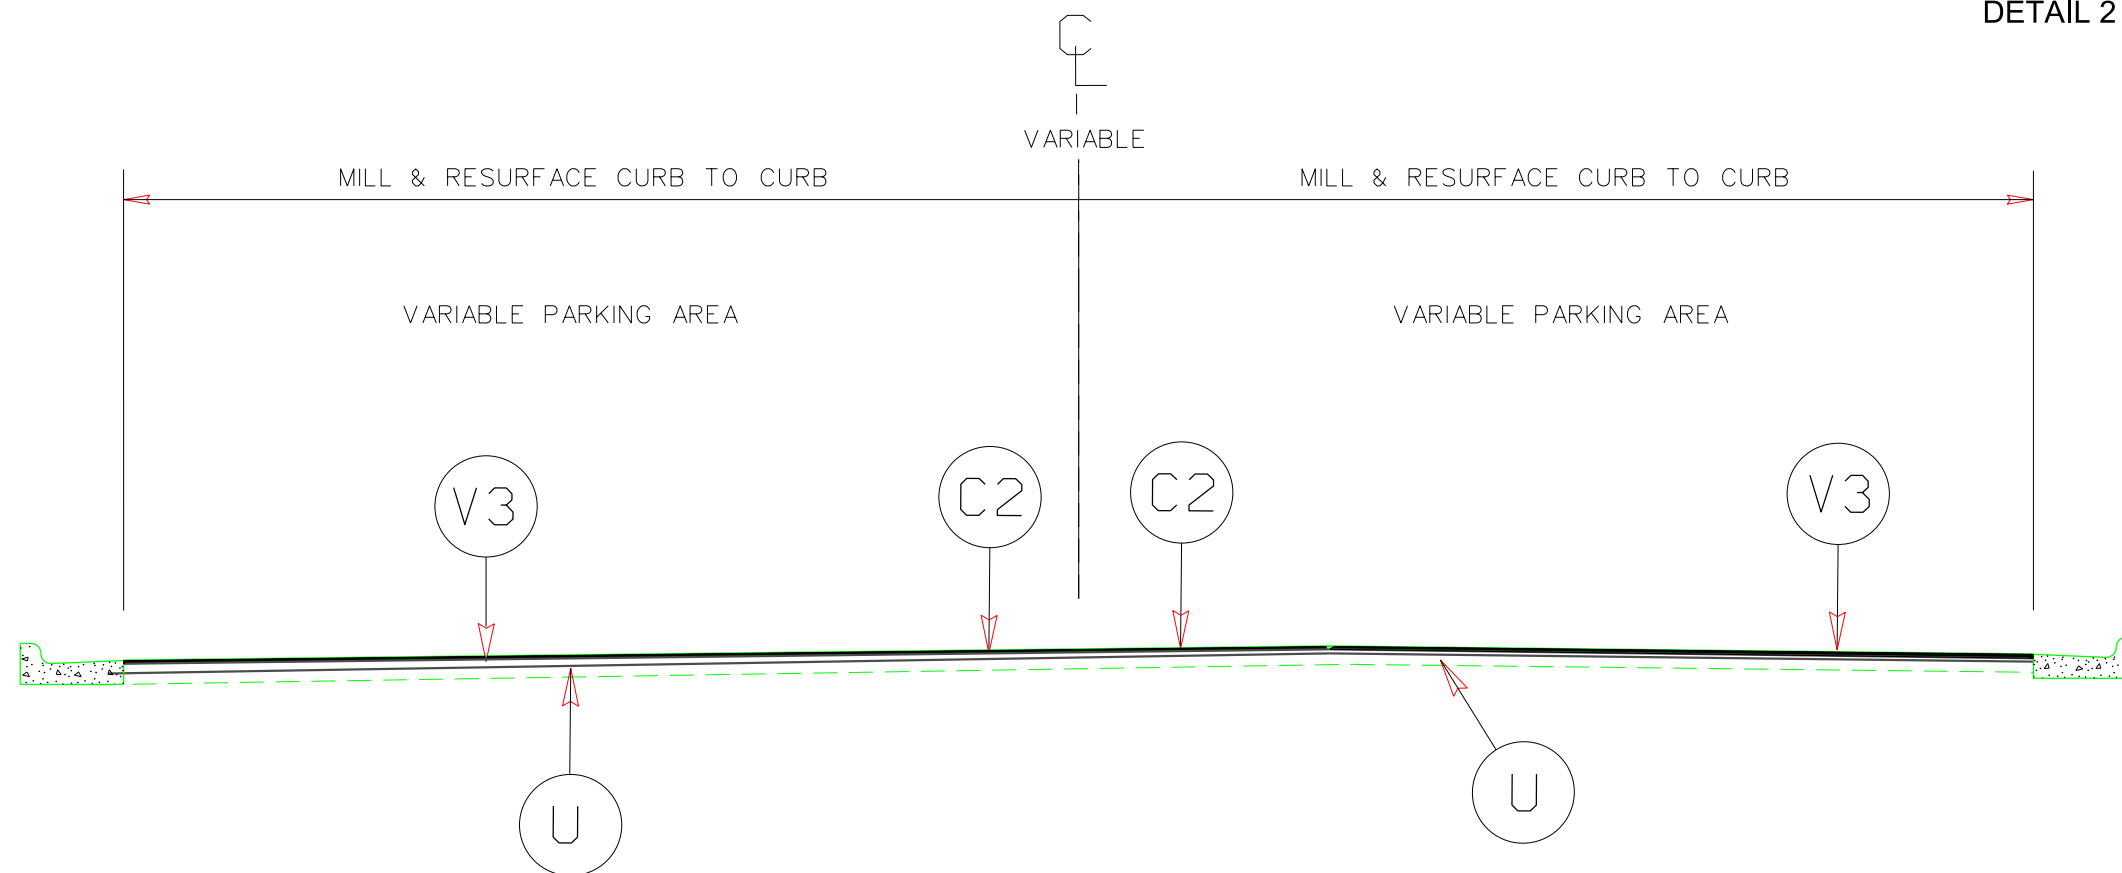 DETAIL 2
CL
VARIABLE
MILL & RESURFACE CURB TO CURB
MILL & RESURFACE CURB TO CURB
VARIABLE PARKING AREA
VARIABLE PARKING AREA
V3
C2
C2
V3
U
U